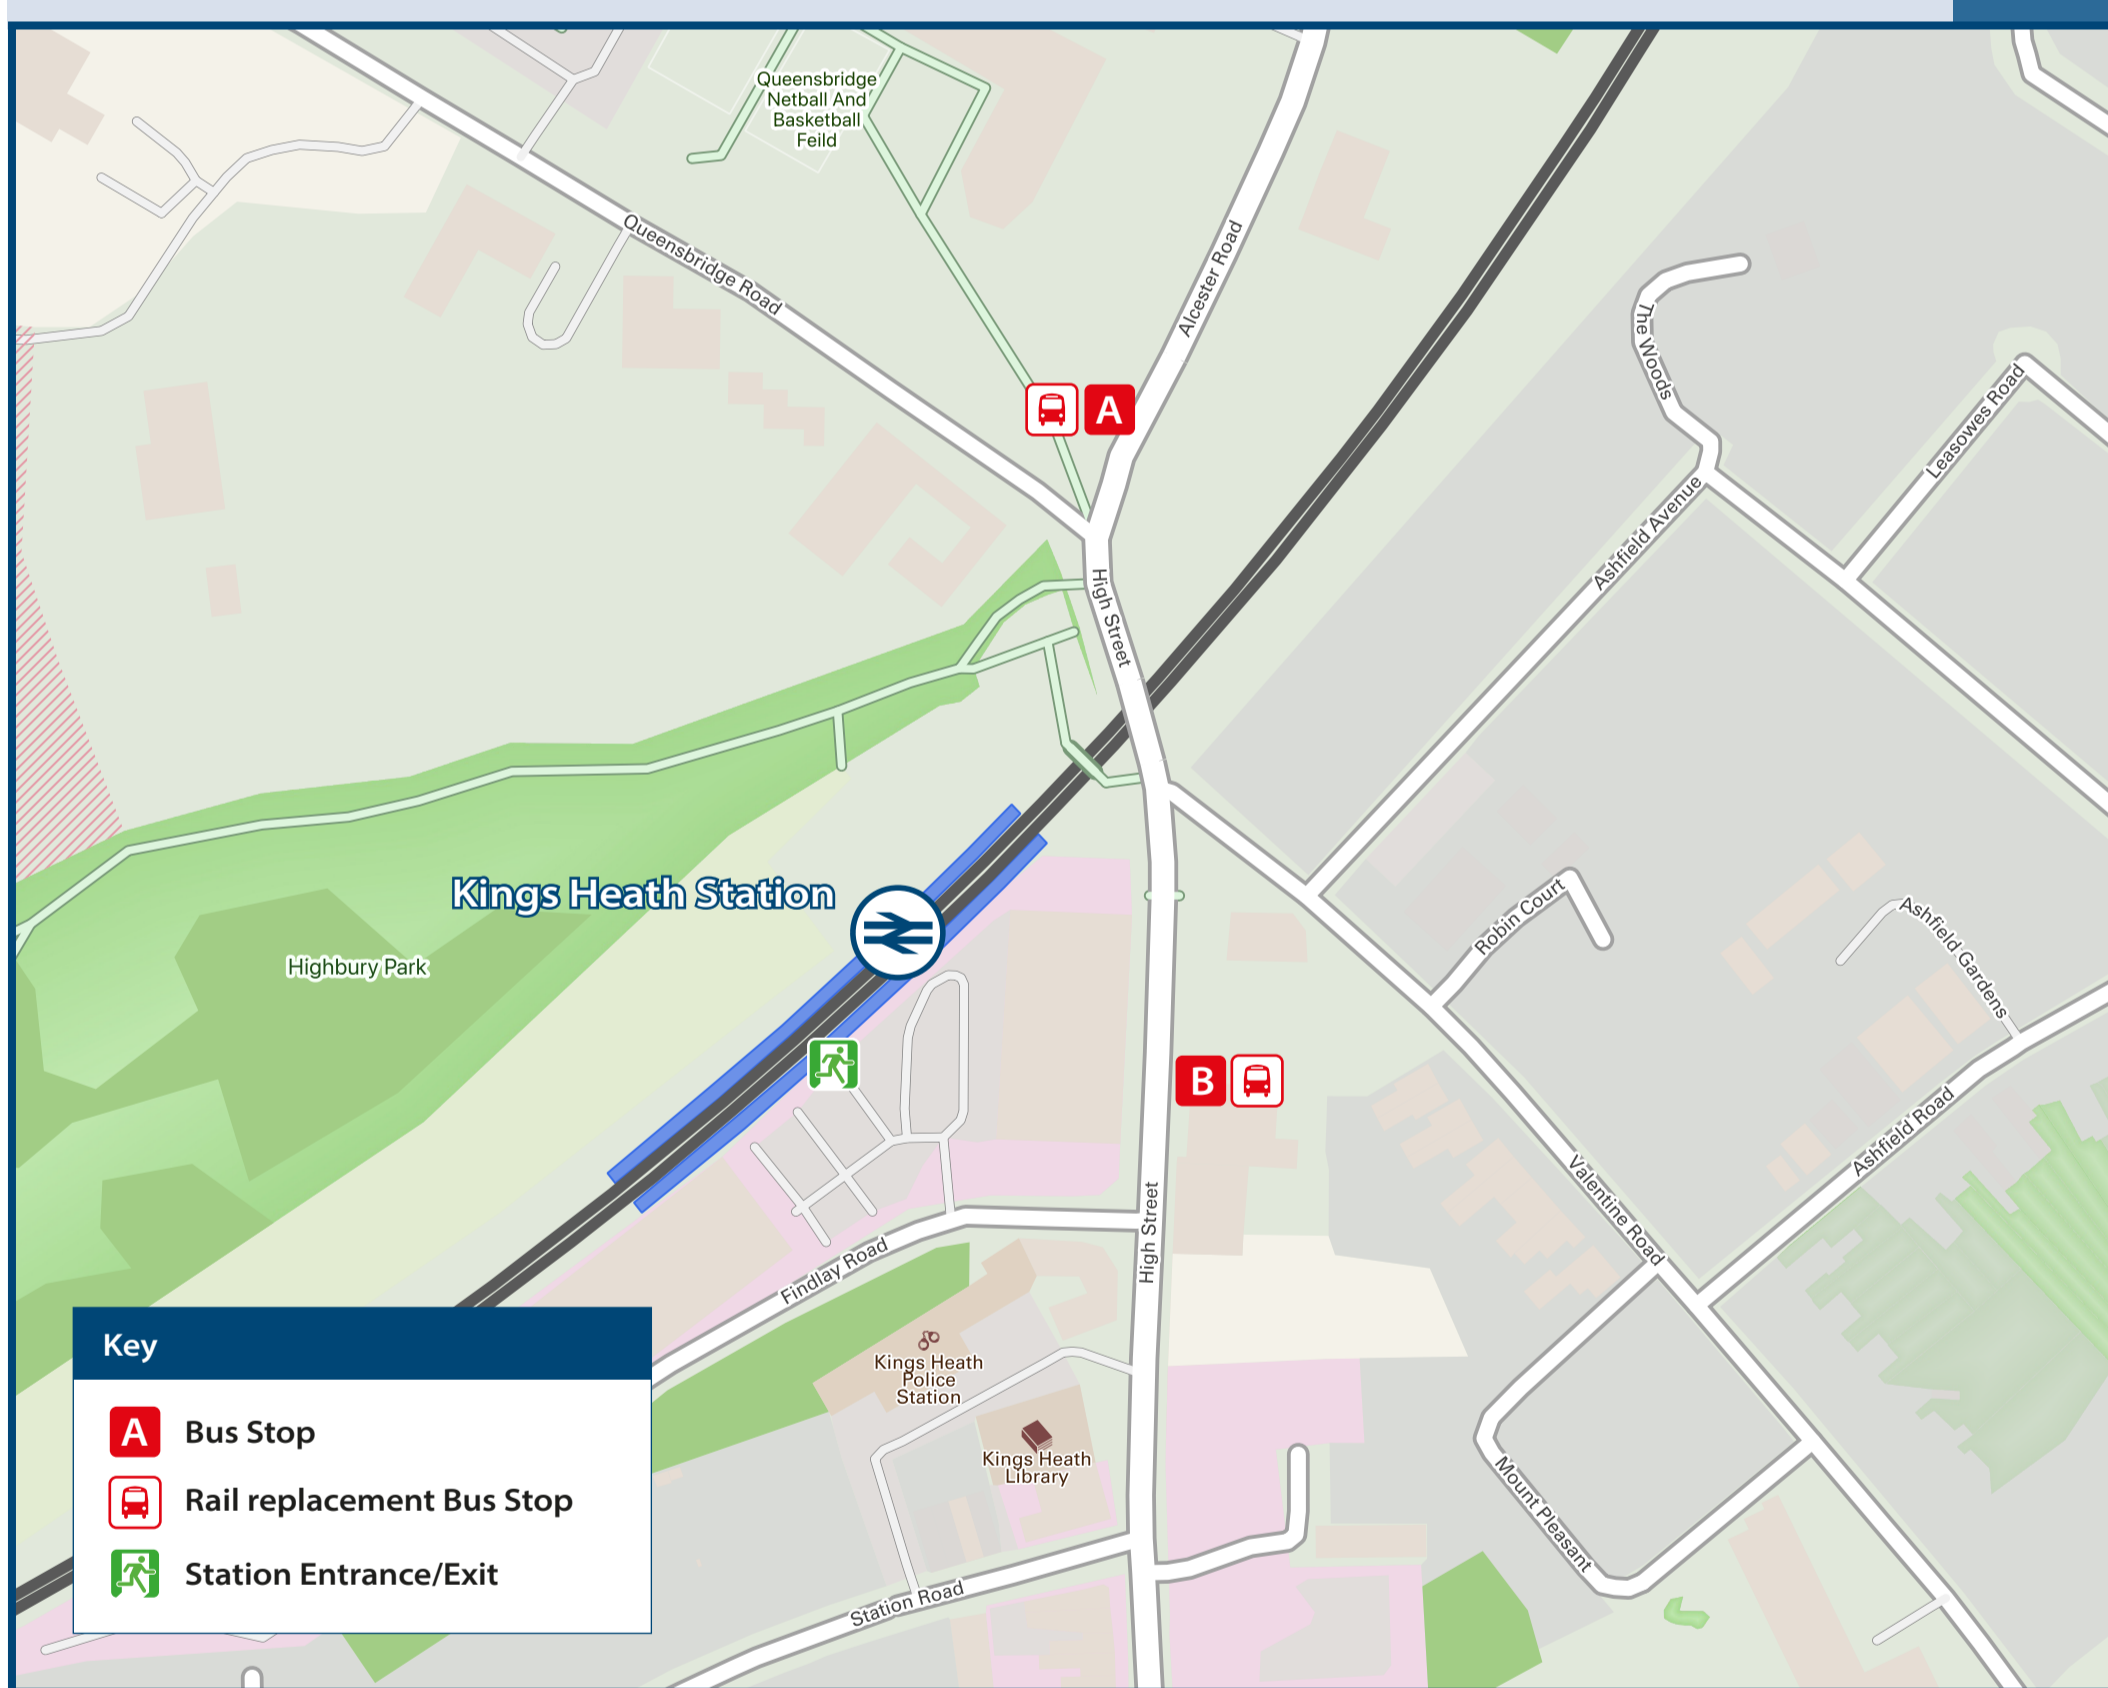 Queensbridge
Netball And
Basketball
Feild
Queensbridge Road
Alcester Road
The Woods
Leasowes Road
A
Ashfield Avenue
High Street
Kings Heath Station
Highbury Park
Robin Court
Ashfield Gardens
B
Ashfield Road
Valentine Road
High Street
Findlay Road
Kings Heath
Police
Station
Kings Heath
Library
Mount Pleasant
Station Road
Key
A Bus Stop
Rail replacement Bus Stop
Station Entrance/Exit